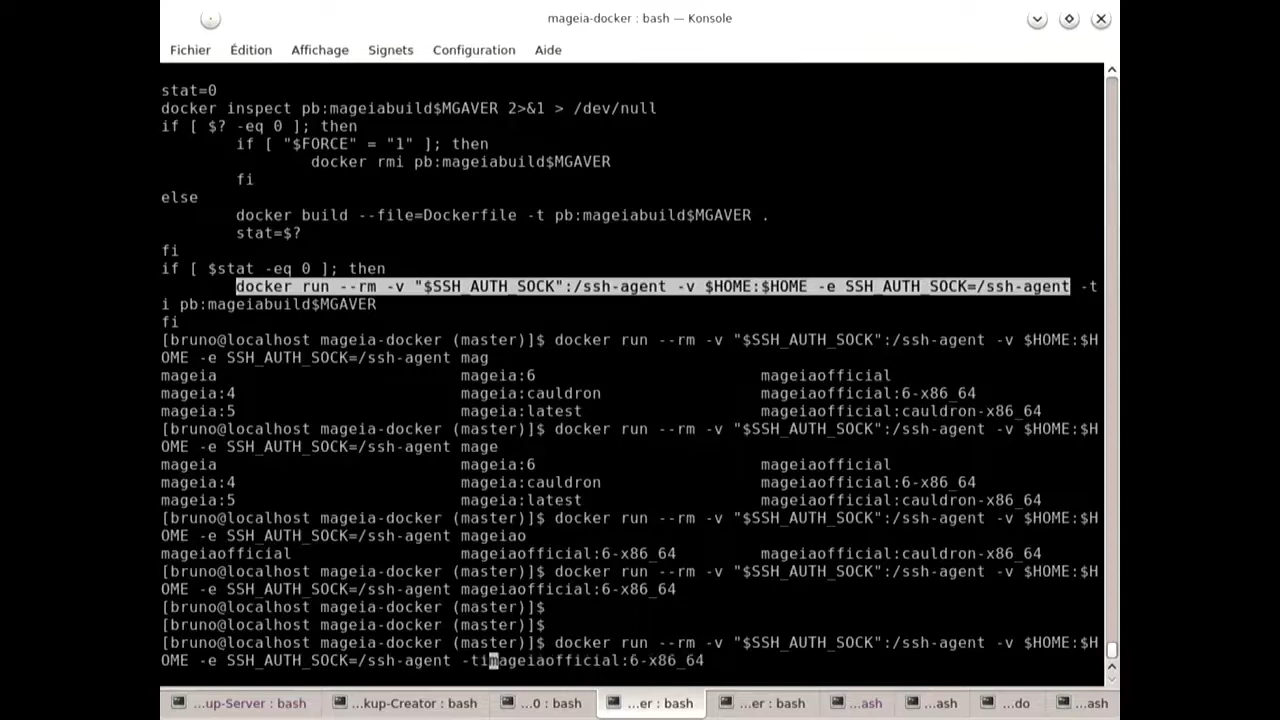 mageia-docker : bash — Konsole
Fichier Édition Affichage Signets Configuration Aide
stat=0
docker inspect pb:mageiabuild$MGAVER 2>&1 > /dev/null
if [ $? -eq 0 ]; then
if [ "$FORCE" = "1" ]; then
docker rmi pb:mageiabuild$MGAVER
fi
else
docker build --file=Dockerfile -t pb:mageiabuild$MGAVER .
stat=$?
fi
if [ $stat -eq 0 ]; then
docker run --rm -v "$SSH_AUTH_SOCK":/ssh-agent -v $HOME:$HOME -e SSH_AUTH_SOCK=/ssh-agent -t
i pb:mageiabuild$MGAVER
fi
[bruno@localhost mageia-docker (master)]$ docker run --rm -v "$SSH_AUTH_SOCK":/ssh-agent -v $HOME:$H
OME -e SSH_AUTH_SOCK=/ssh-agent mag
mageia mageia:6 mageiaofficial
mageia:4 mageia:cauldron mageiaofficial:6-x86_64
mageia:5 mageia:latest mageiaofficial:cauldron-x86_64
[bruno@localhost mageia-docker (master)]$ docker run --rm -v "$SSH_AUTH_SOCK":/ssh-agent -v $HOME:$H
OME -e SSH_AUTH_SOCK=/ssh-agent mage
mageia mageia:6 mageiaofficial
mageia:4 mageia:cauldron mageiaofficial:6-x86_64
mageia:5 mageia:latest mageiaofficial:cauldron-x86_64
[bruno@localhost mageia-docker (master)]$ docker run --rm -v "$SSH_AUTH_SOCK":/ssh-agent -v $HOME:$H
OME -e SSH_AUTH_SOCK=/ssh-agent mageiao
mageiaofficial mageiaofficial:6-x86_64 mageiaofficial:cauldron-x86_64
[bruno@localhost mageia-docker (master)]$ docker run --rm -v "$SSH_AUTH_SOCK":/ssh-agent -v $HOME:$H
OME -e SSH_AUTH_SOCK=/ssh-agent mageiaofficial:6-x86_64
[bruno@localhost mageia-docker (master)]$
[bruno@localhost mageia-docker (master)]$
[bruno@localhost mageia-docker (master)]$ docker run --rm -v "$SSH_AUTH_SOCK":/ssh-agent -v $HOME:$H
OME -e SSH_AUTH_SOCK=/ssh-agent -timageiaofficial:6-x86_64
...up-Server : bash ...kup-Creator : bash ...0 : bash ...er : bash ...er : bash ...ash ...ash ...do ...ash